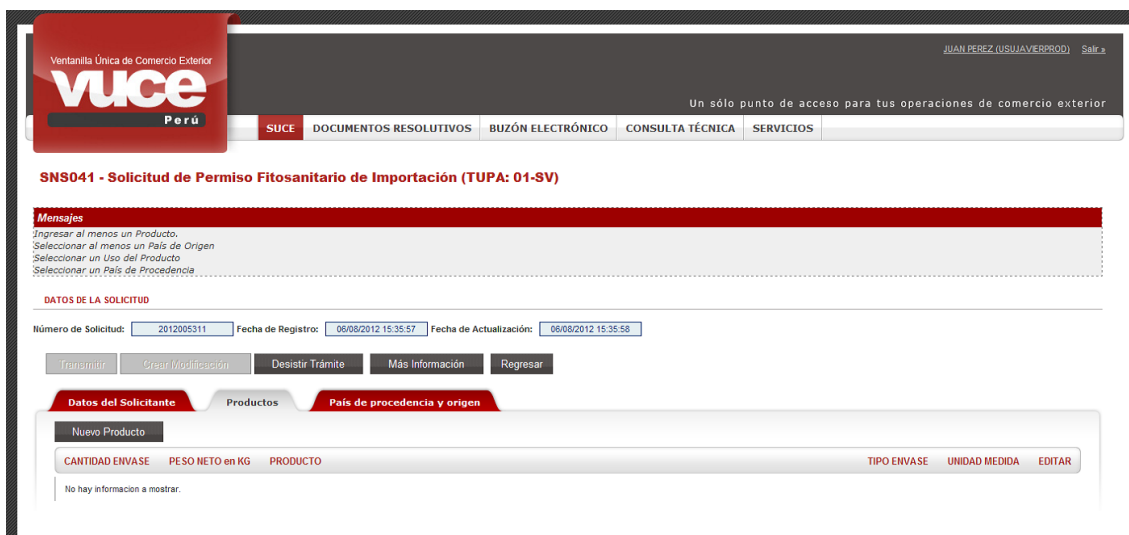 JUAN PEREZ (USUJAVIERPROD) Salir »
Ventanilla Única de Comercio Exterior
vuce
Perú
Un sólo punto de acceso para tus operaciones de comercio exterior
SUCE DOCUMENTOS RESOLUTIVOS BUZÓN ELECTRÓNICO CONSULTA TÉCNICA SERVICIOS
SNS041 - Solicitud de Permiso Fitosanitario de Importación (TUPA: 01-SV)
Mensajes
Ingresar al menos un Producto.
Seleccionar al menos un País de Origen
Seleccionar un Uso del Producto
Seleccionar un País de Procedencia
DATOS DE LA SOLICITUD
Número de Solicitud: 2012005311 Fecha de Registro: 06/08/2012 15:35:57 Fecha de Actualización: 06/08/2012 15:35:58
Transmitir Crear Modificación Desistir Trámite Más Información Regresar
Datos del Solicitante Productos País de procedencia y origen
Nuevo Producto
CANTIDAD ENVASE PESO NETO en KG PRODUCTO TIPO ENVASE UNIDAD MEDIDA EDITAR
No hay informacion a mostrar.